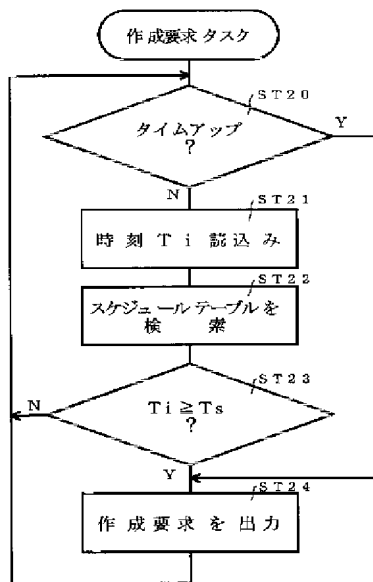 作成要求タスク
ST20
タイムアップ
?
Y
N
ST21
時刻Ti読込み
ST22
スケジュールテーブルを
検索
ST23
Ti≧Ts
?
N
Y
ST24
作成要求を出力